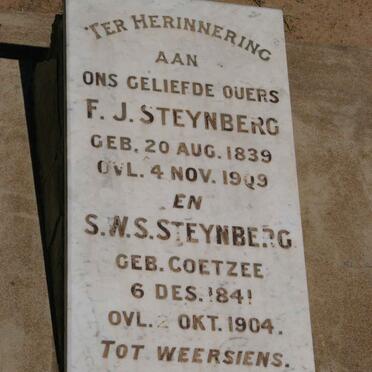 TER HERINNERING
AAN
ONS GELIEFDE OUERS
F. J. STEYNBERG
GEB. 20 AUG. 1839
OVL. 4 NOV. 1909
EN
S.W.S. STEYNBERG
GEB. COETZEE
6 DES. 1841
OVL. 2 OKT. 1904.
TOT WEERSIENS.